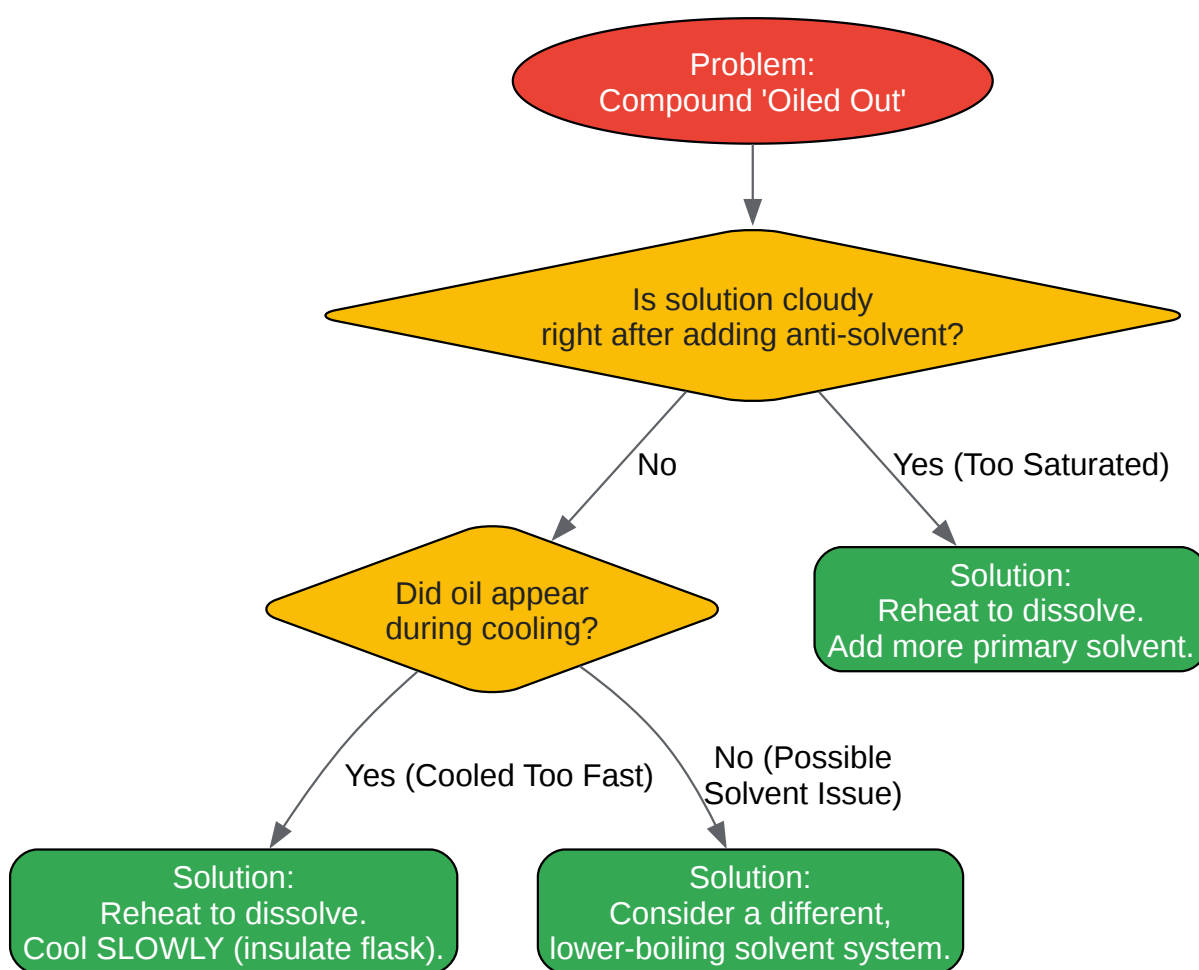 Problem:
Compound 'Oiled Out'
Is solution cloudy
right after adding anti-solvent?
No
Yes (Too Saturated)
Did oil appear
during cooling?
Solution:
Reheat to dissolve.
Add more primary solvent.
Yes (Cooled Too Fast)
No (Possible
Solvent Issue)
Solution:
Reheat to dissolve.
Cool SLOWLY (insulate flask).
Solution:
Consider a different,
lower-boiling solvent system.